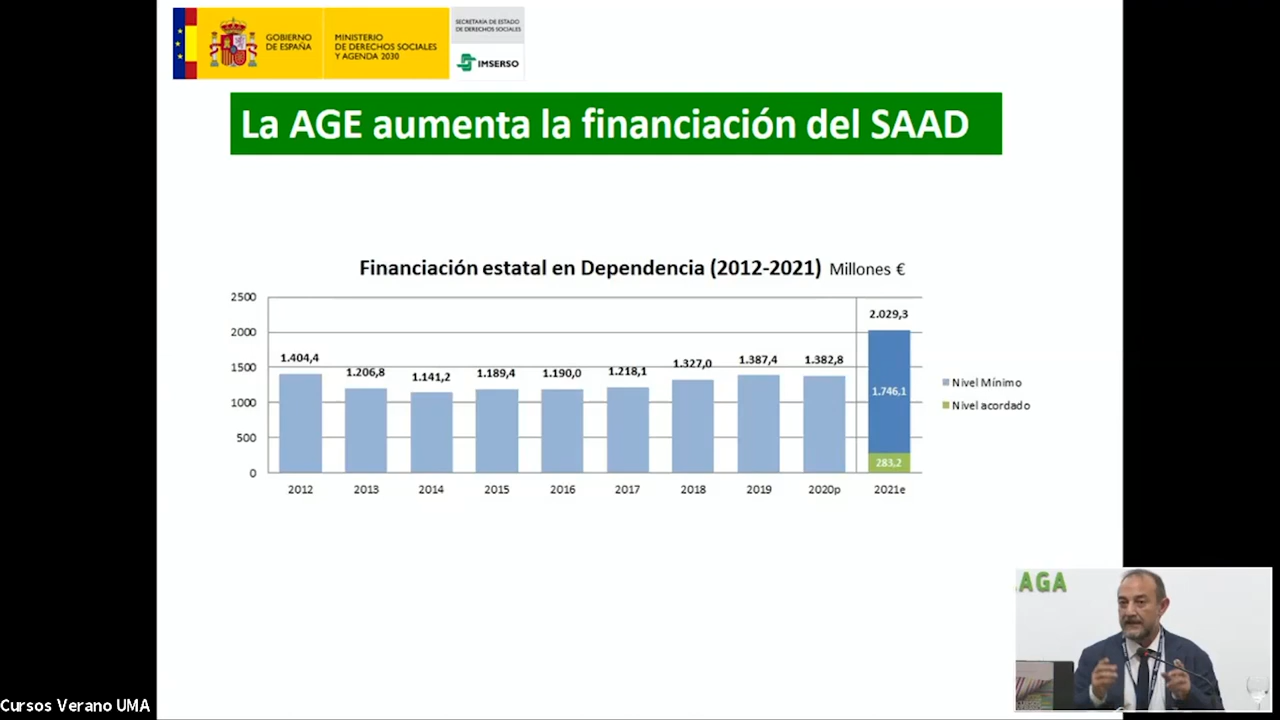 GOBIERNO
DE ESPAÑA
MINISTERIO
DE DERECHOS SOCIALES
Y AGENDA 2030
SECRETARÍA DE ESTADO
DE DERECHOS SOCIALES
IMSERSO
La AGE aumenta la financiación del SAAD
Financiación estatal en Dependencia (2012-2021) Millones €
2500
2000
1500
1000
500
0
1.404,4
1.206,8
1.141,2
1.189,4
1.190,0
1.218,1
1.327,0
1.387,4
1.382,8
2.029,3
1.746,1
283,2
2012
2013
2014
2015
2016
2017
2018
2019
2020p
2021e
Nivel Mínimo
Nivel acordado
AGA
Cursos Verano UMA